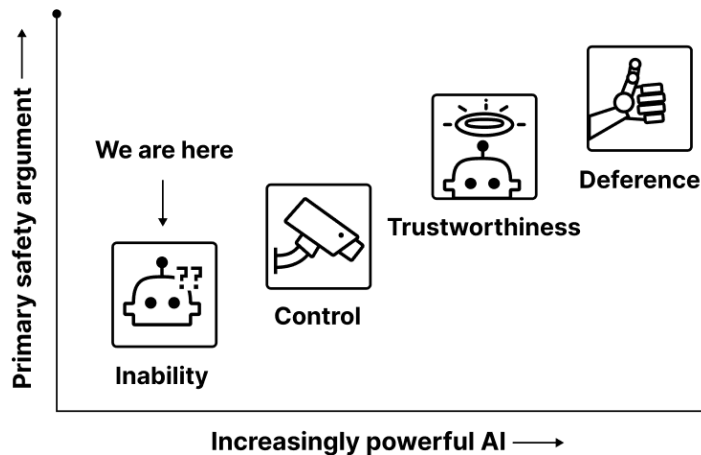 Primary safety argument
We are here
??
Inability
Control
Trustworthiness
Deference
Increasingly powerful AI